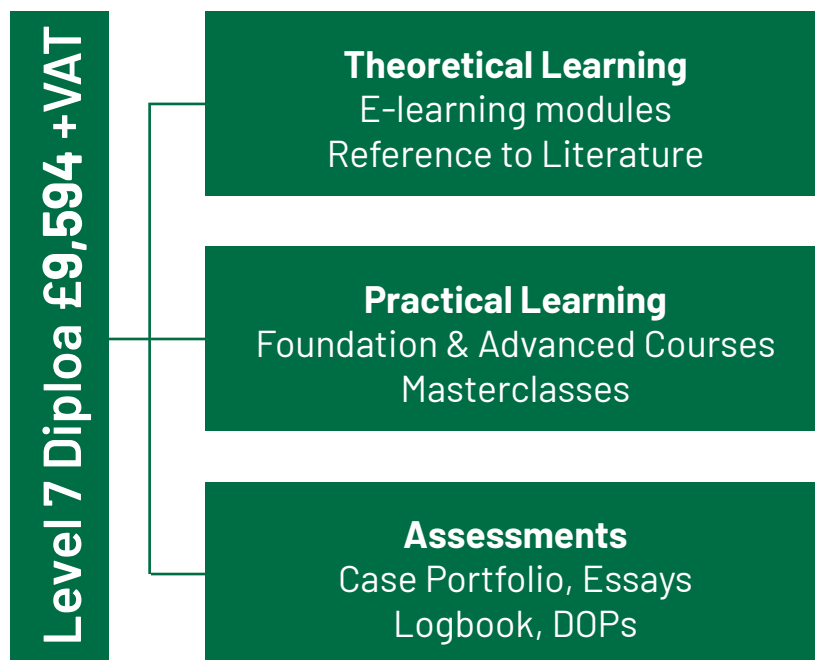 Level 7 Diploa £9,594 +VAT
Theoretical Learning
E-learning modules
Reference to Literature
Practical Learning
Foundation & Advanced Courses
Masterclasses
Assessments
Case Portfolio, Essays
Logbook, DOPs